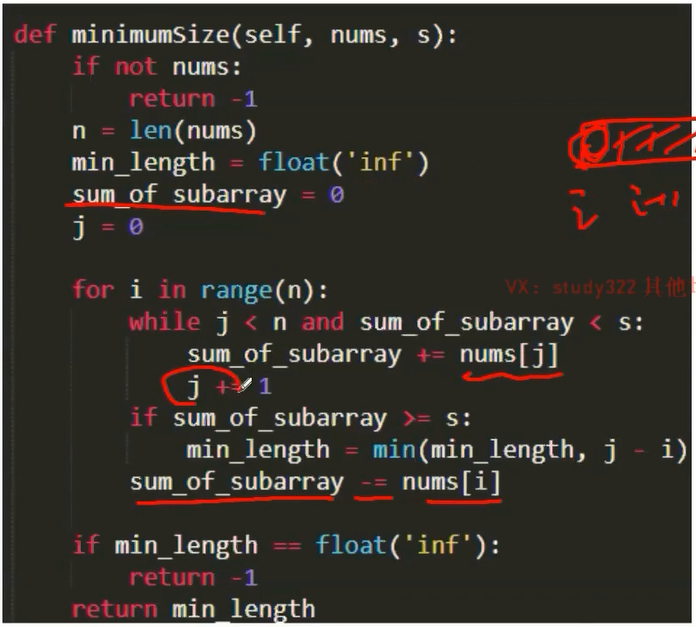 def minimumSize(self, nums, s):
    if not nums:
        return -1
    n = len(nums)
    min_length = float('inf')
    sum_of_subarray = 0
    j = 0
i i+1
VX: study322 其他
    for i in range(n):
        while j < n and sum_of_subarray < s:
            sum_of_subarray += nums[j]
            j += 1
        if sum_of_subarray >= s:
            min_length = min(min_length, j - i)
        sum_of_subarray -= nums[i]
    if min_length == float('inf'):
        return -1
    return min_length